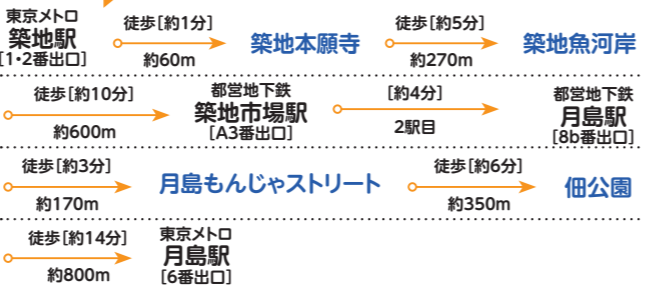 東京メトロ
築地駅
[1・2番出口]
徒歩[約1分]
約60m
築地本願寺
徒歩[約5分]
約270m
築地魚河岸
徒歩[約10分]
約600m
都営地下鉄
築地市場駅
[A3番出口]
[約4分]
2駅目
都営地下鉄
月島駅
[8b番出口]
徒歩[約3分]
約170m
月島もんじゃストリート
徒歩[約6分]
約350m
佃公園
徒歩[約14分]
約800m
東京メトロ
月島駅
[6番出口]